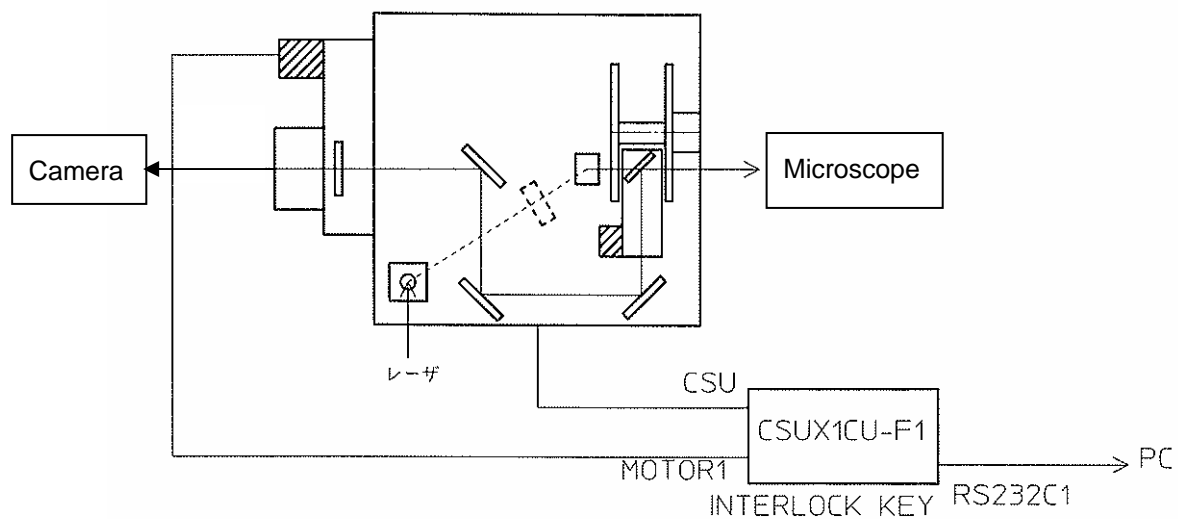 Camera
Microscope
レーザ
CSU
CSUX1CU-F1
MOTOR1
PC
INTERLOCK KEY
RS232C1